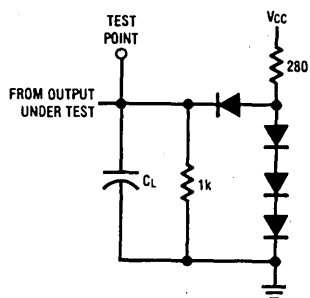 TEST
POINT
VCC
280
FROM OUTPUT
UNDER TEST
CL
1k